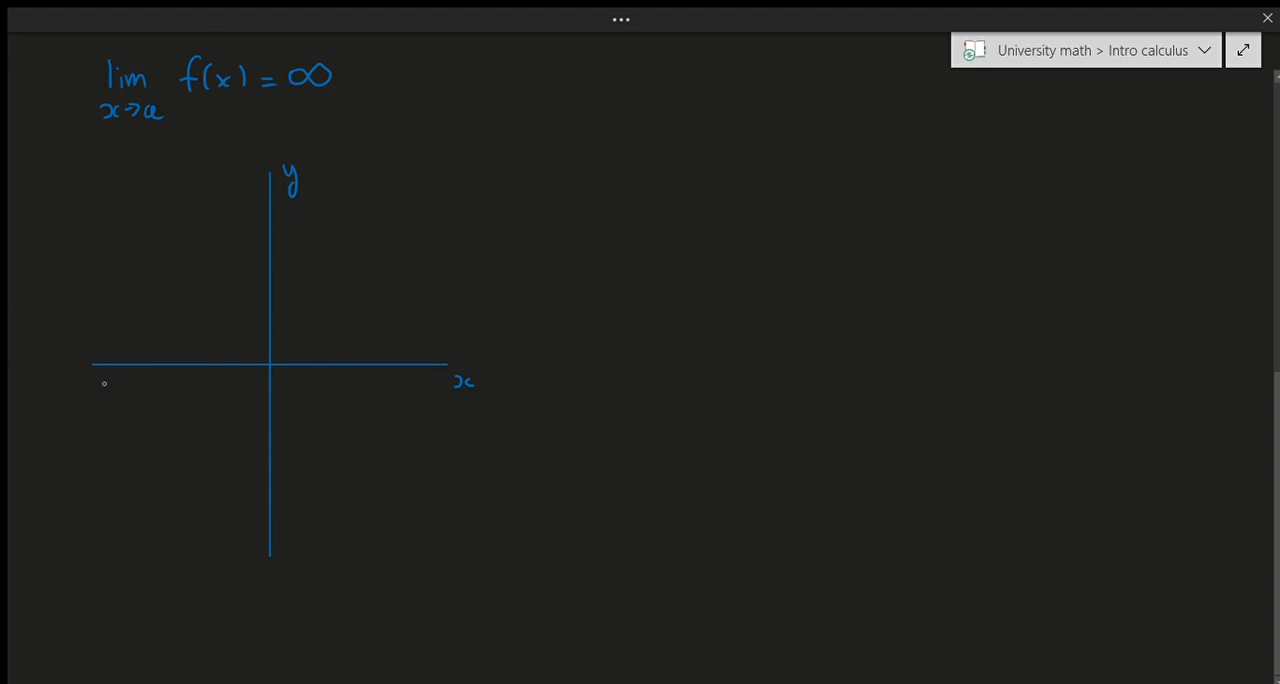 University math > Intro calculus
lim f(x) = ∞
x→a
y
x